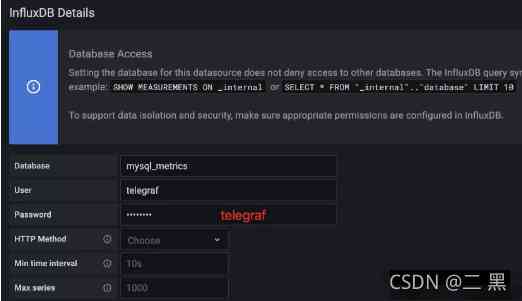 InfluxDB Details
Database Access
Setting the database for this datasource does not deny access to other databases. The InfluxDB query syn
example: SHOW MEASUREMENTS ON _internal or SELECT * FROM "_internal".."database" LIMIT 10
To support data isolation and security, make sure appropriate permissions are configured in InfluxDB.
Database mysql_metrics
User telegraf
Password •••••••• telegraf
HTTP Method Choose
Min time interval 10s
Max series 1000
CSDN @二 黑